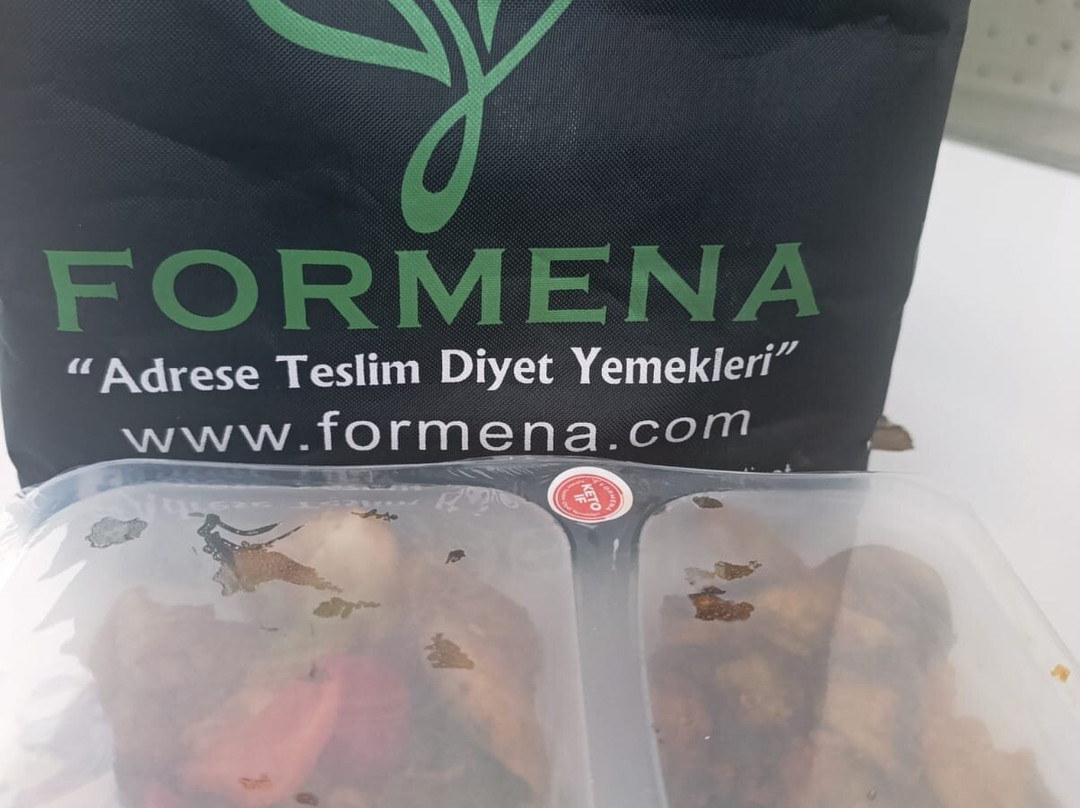 FORMENA
“Adrese Teslim Diyet Yemekleri”
www.formena.com
KETO
IF